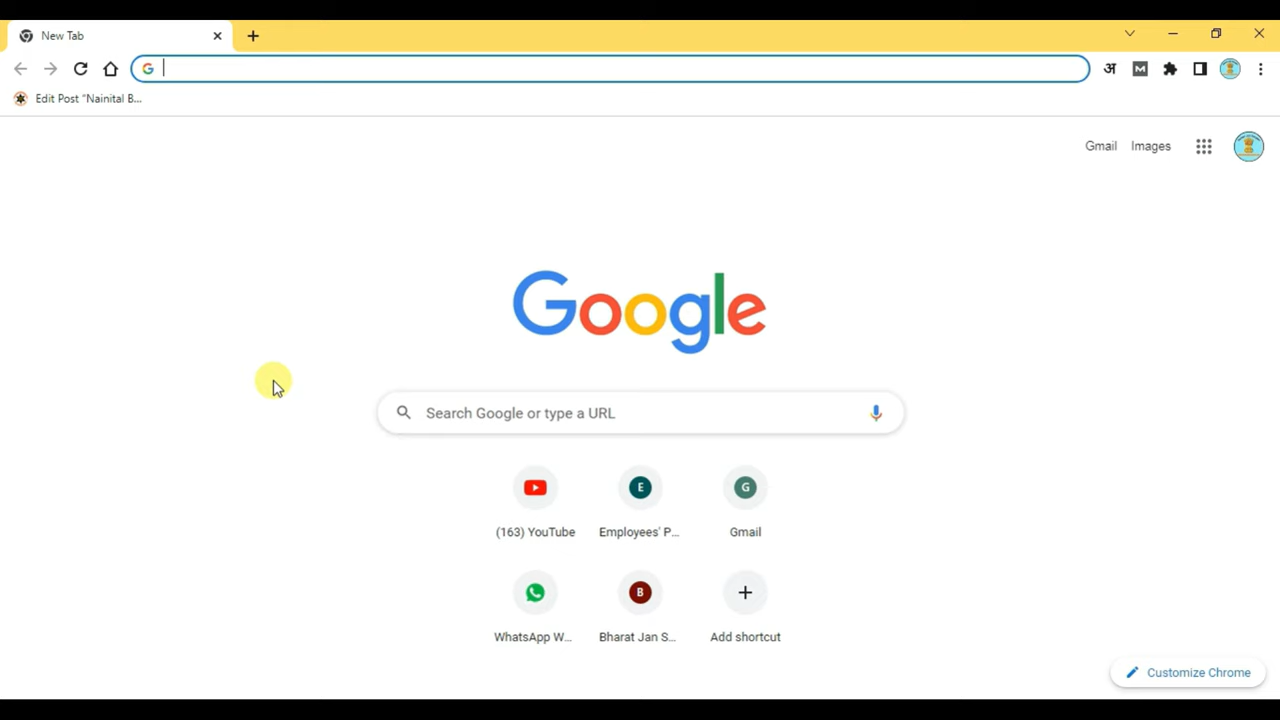 New Tab
Edit Post “Nainital B...
अ M
Gmail Images
Google
Search Google or type a URL
E G
(163) YouTube Employees' P... Gmail
B
WhatsApp W... Bharat Jan S... Add shortcut
Customize Chrome